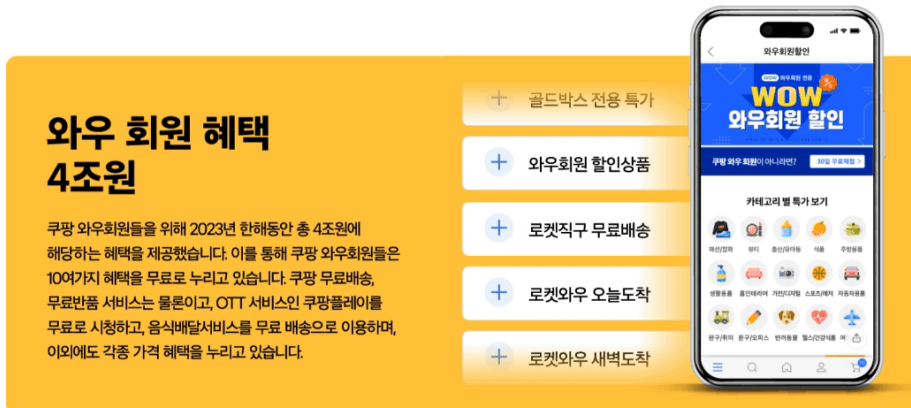 와우 회원 혜택
4조원
쿠팡 와우회원들을 위해 2023년 한해동안 총 4조원에
해당하는 혜택을 제공했습니다. 이를 통해 쿠팡 와우회원들은
10여가지 혜택을 무료로 누리고 있습니다. 쿠팡 무료배송,
무료반품 서비스는 물론이고, OTT 서비스인 쿠팡플레이를
무료로 시청하고, 음식배달서비스를 무료 배송으로 이용하며,
이외에도 각종 가격 혜택을 누리고 있습니다.
골드박스 전용 특가
와우회원 할인상품
로켓직구 무료배송
로켓와우 오늘도착
로켓와우 새벽도착
와우회원할인
WOW 와우회원 전용
WOW
와우회원 할인
쿠팡 와우 회원이 아니라면? 30일 무료체험 >
카테고리 별 특가 보기
패션/잡화 뷰티 출산/유아동 식품 주방용품
생활용품 홈인테리어 가전/디지털 스포츠/레저 자동차용품
완구/취미 문구/오피스 반려동물 헬스/건강식품 여